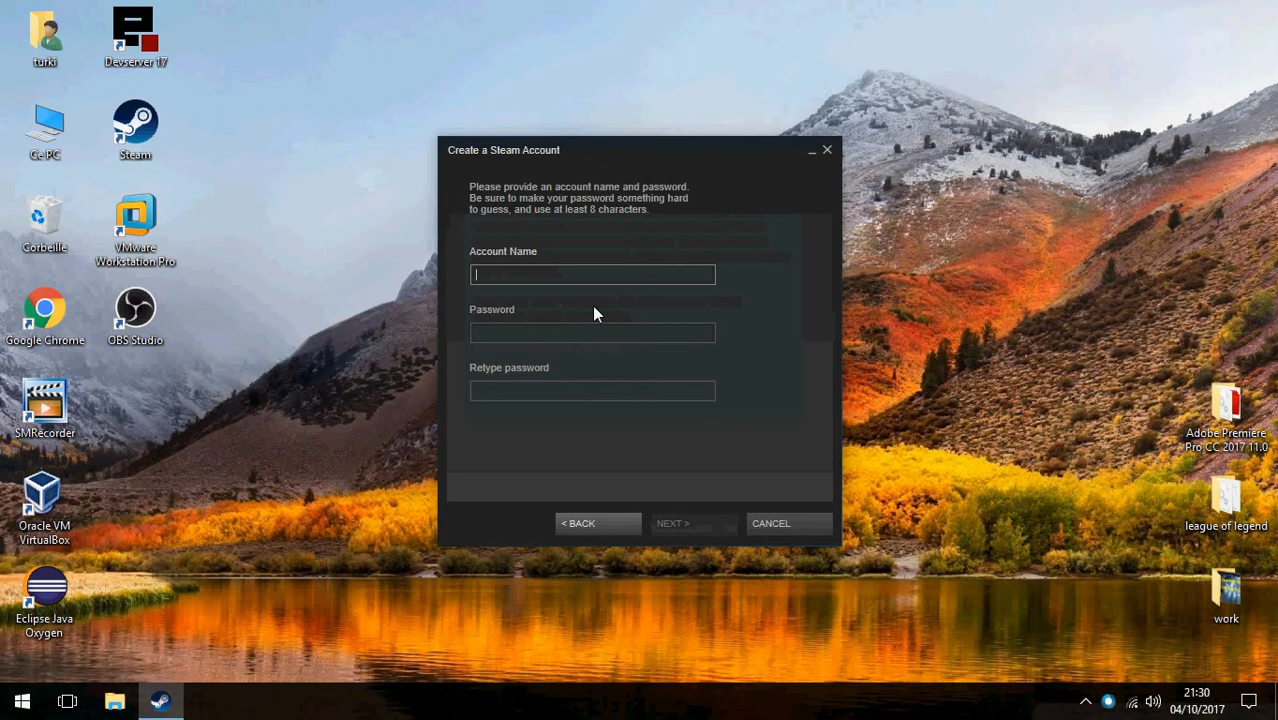 turki
Devserver 17
Ce PC
Steam
Corbeille
VMware
Workstation Pro
Google Chrome
OBS Studio
SMRecorder
Oracle VM
VirtualBox
Eclipse Java
Oxygen
Create a Steam Account
Please provide an account name and password.
Be sure to make your password something hard
to guess, and use at least 8 characters.
Account Name
Password
Retype password
< BACK
NEXT >
CANCEL
Adobe Premiere
Pro CC 2017 11.0
league of legend
work
21:30
04/10/2017